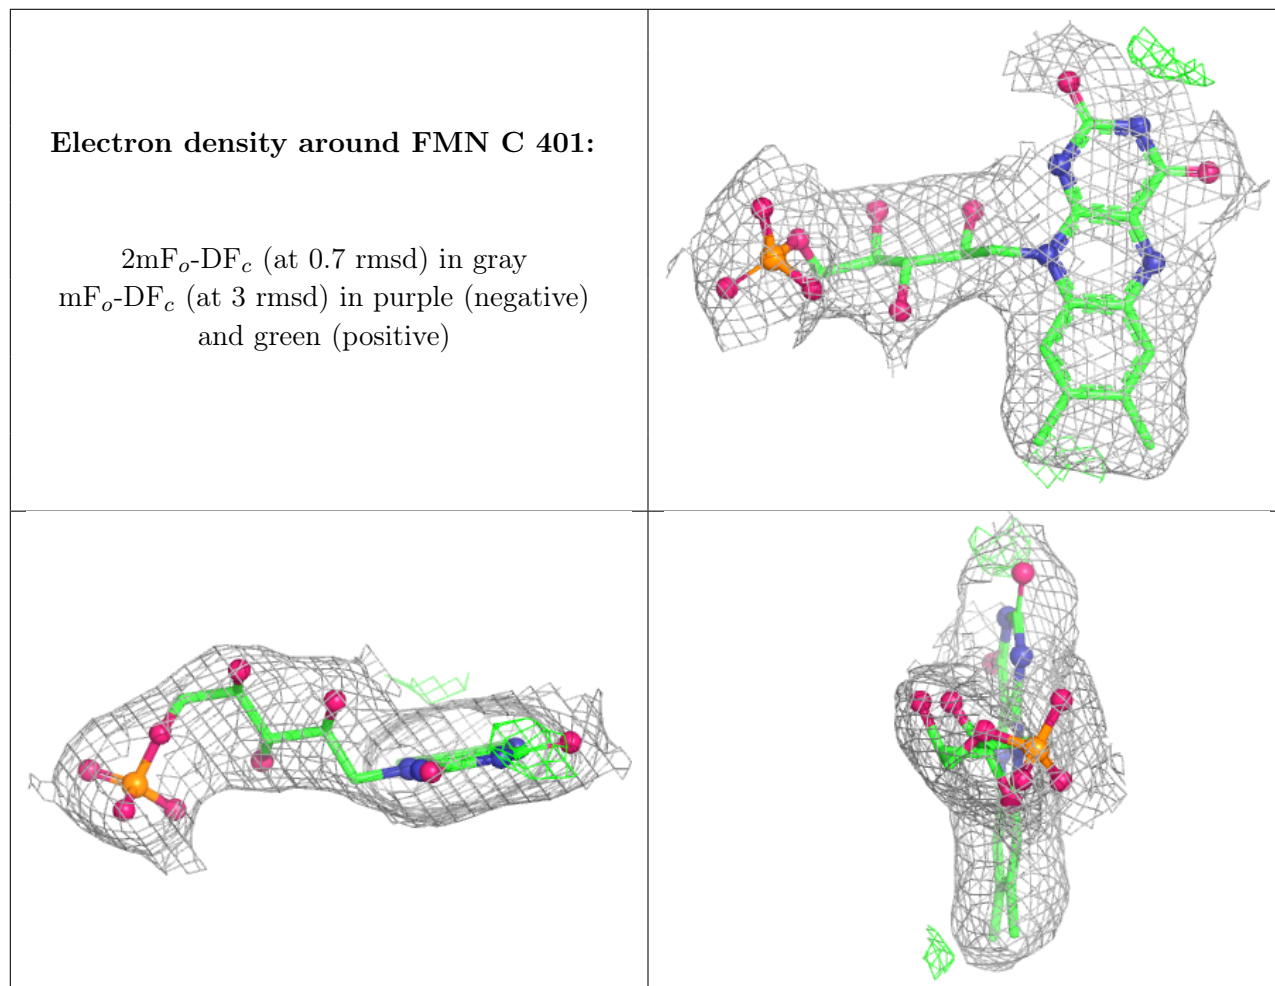 Electron density around FMN C 401:
2mFo-DFc (at 0.7 rmsd) in gray
mFo-DFc (at 3 rmsd) in purple (negative)
and green (positive)